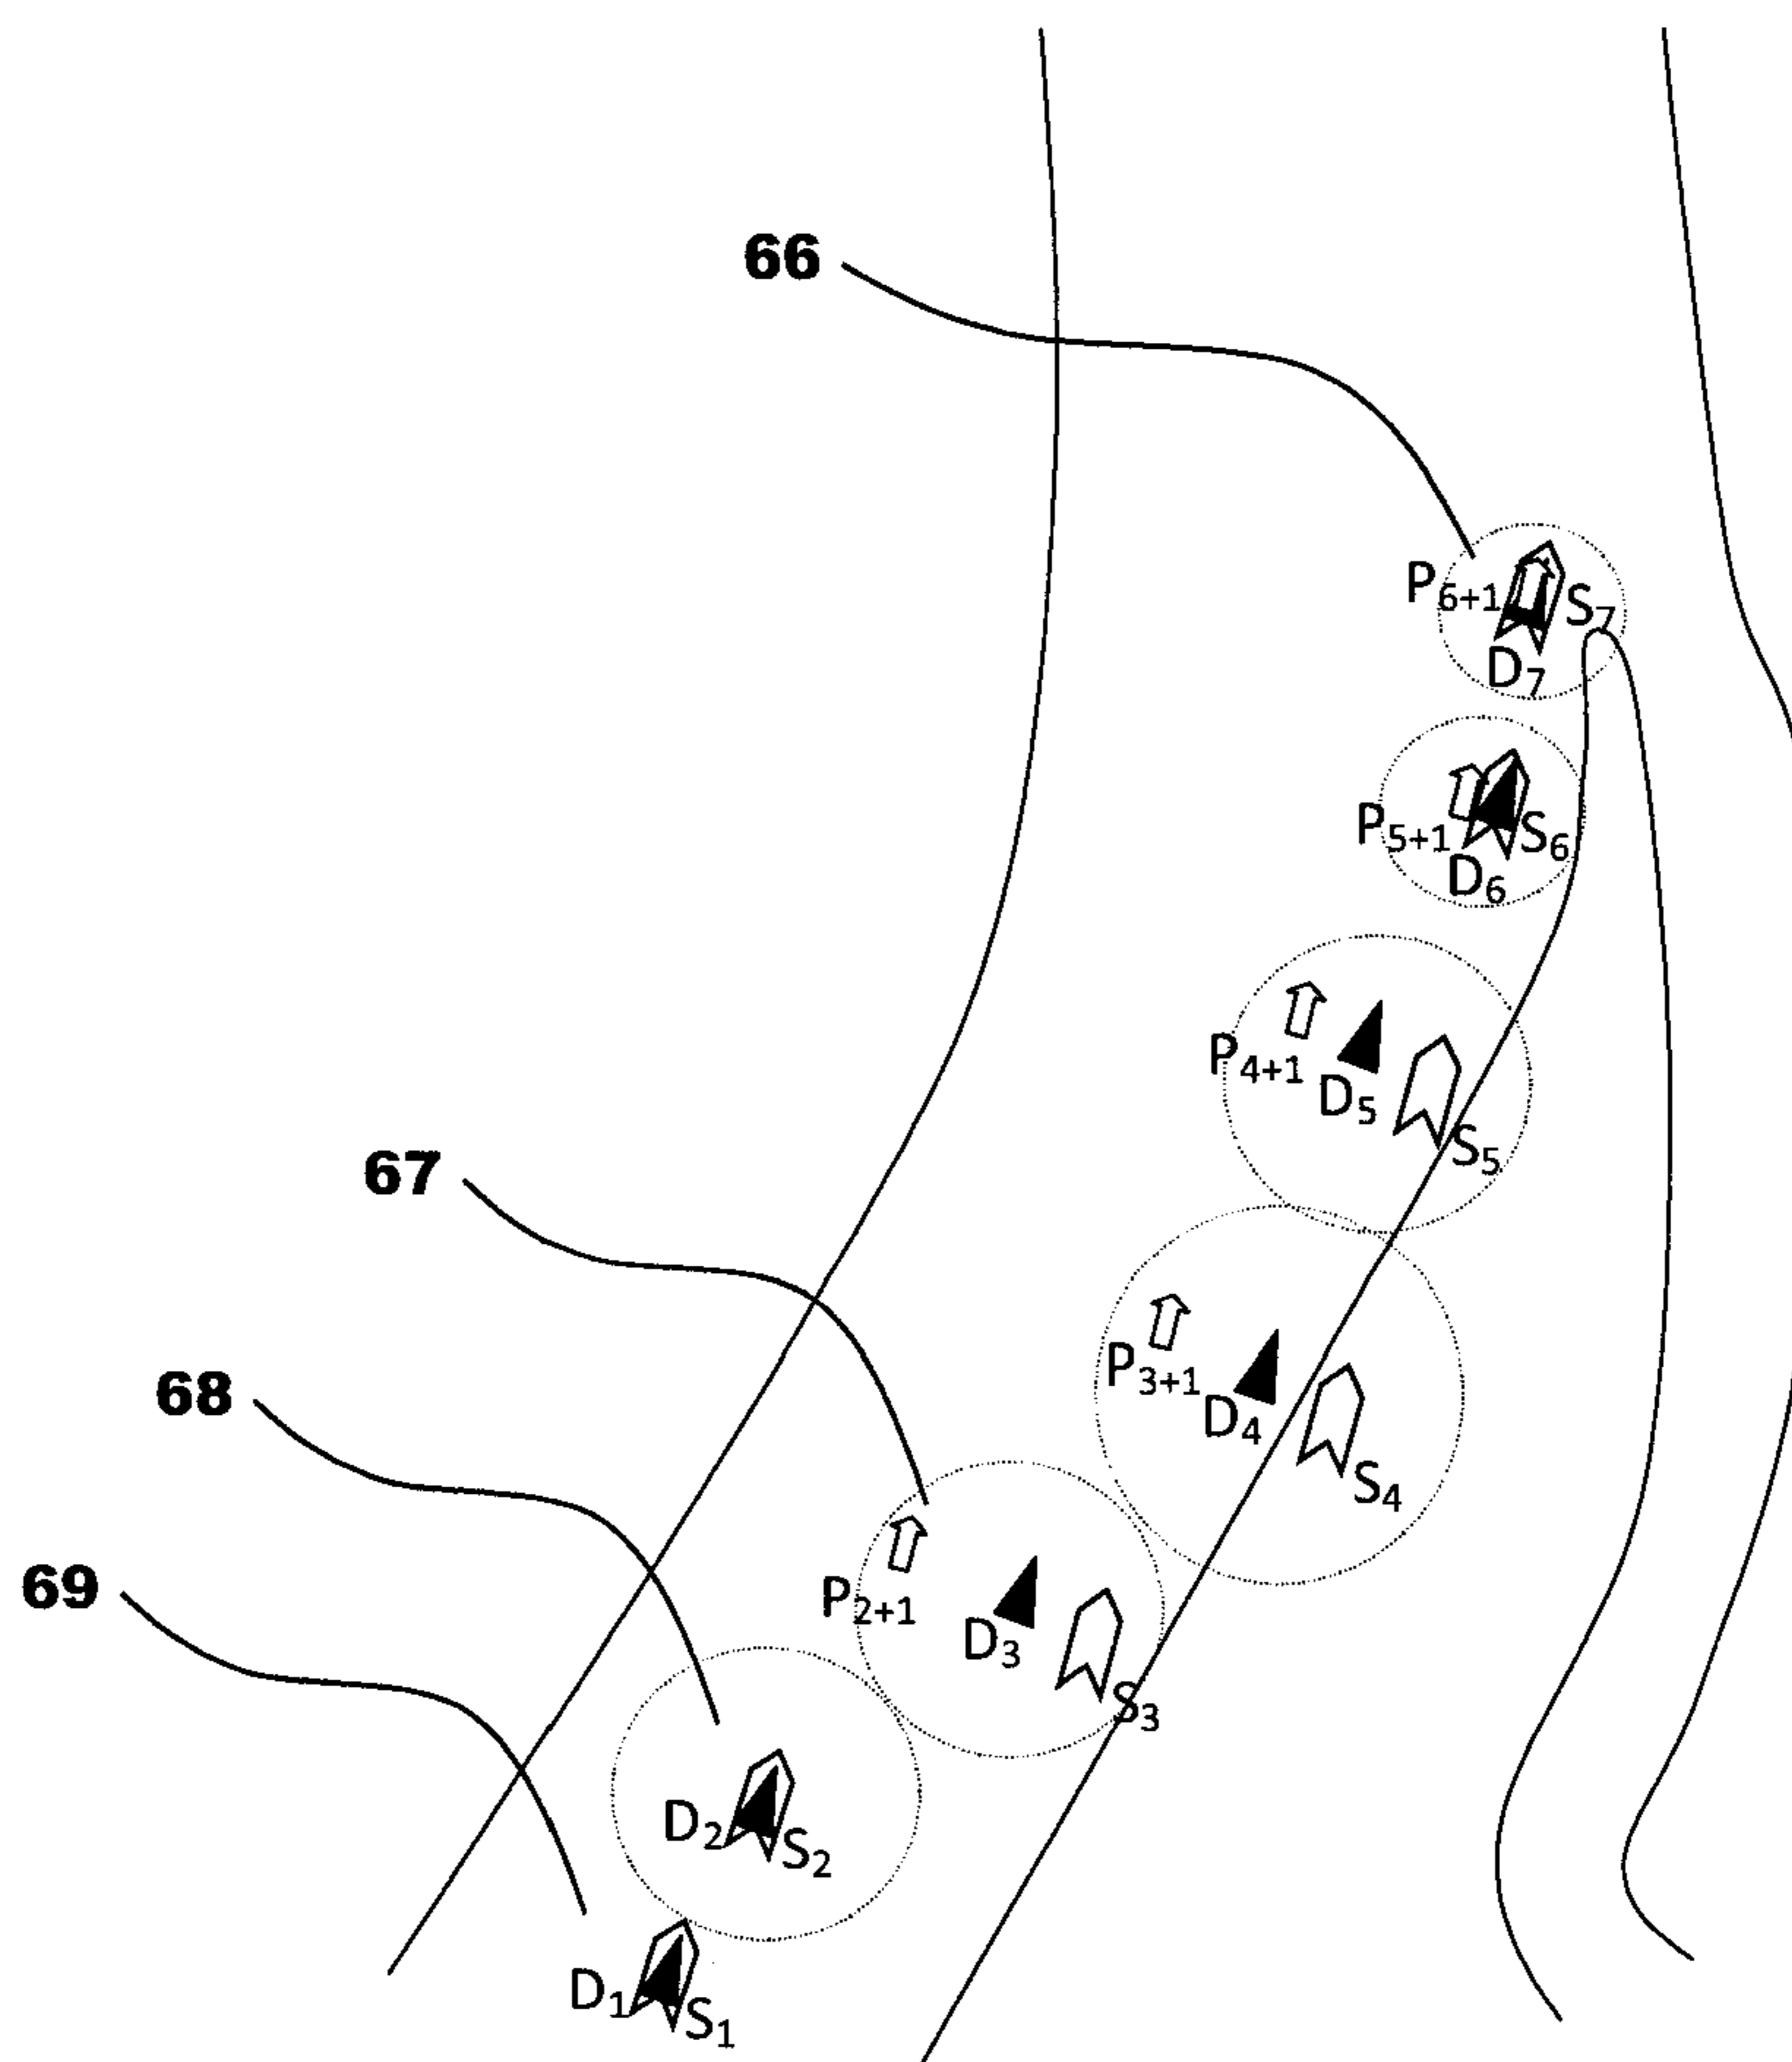 66
P6+1 S7
D7
P5+1 S6
D6
P4+1 D5
S5
67
P3+1 D4
S4
68
P2+1 D3
S3
69
D2 S2
D1 S1